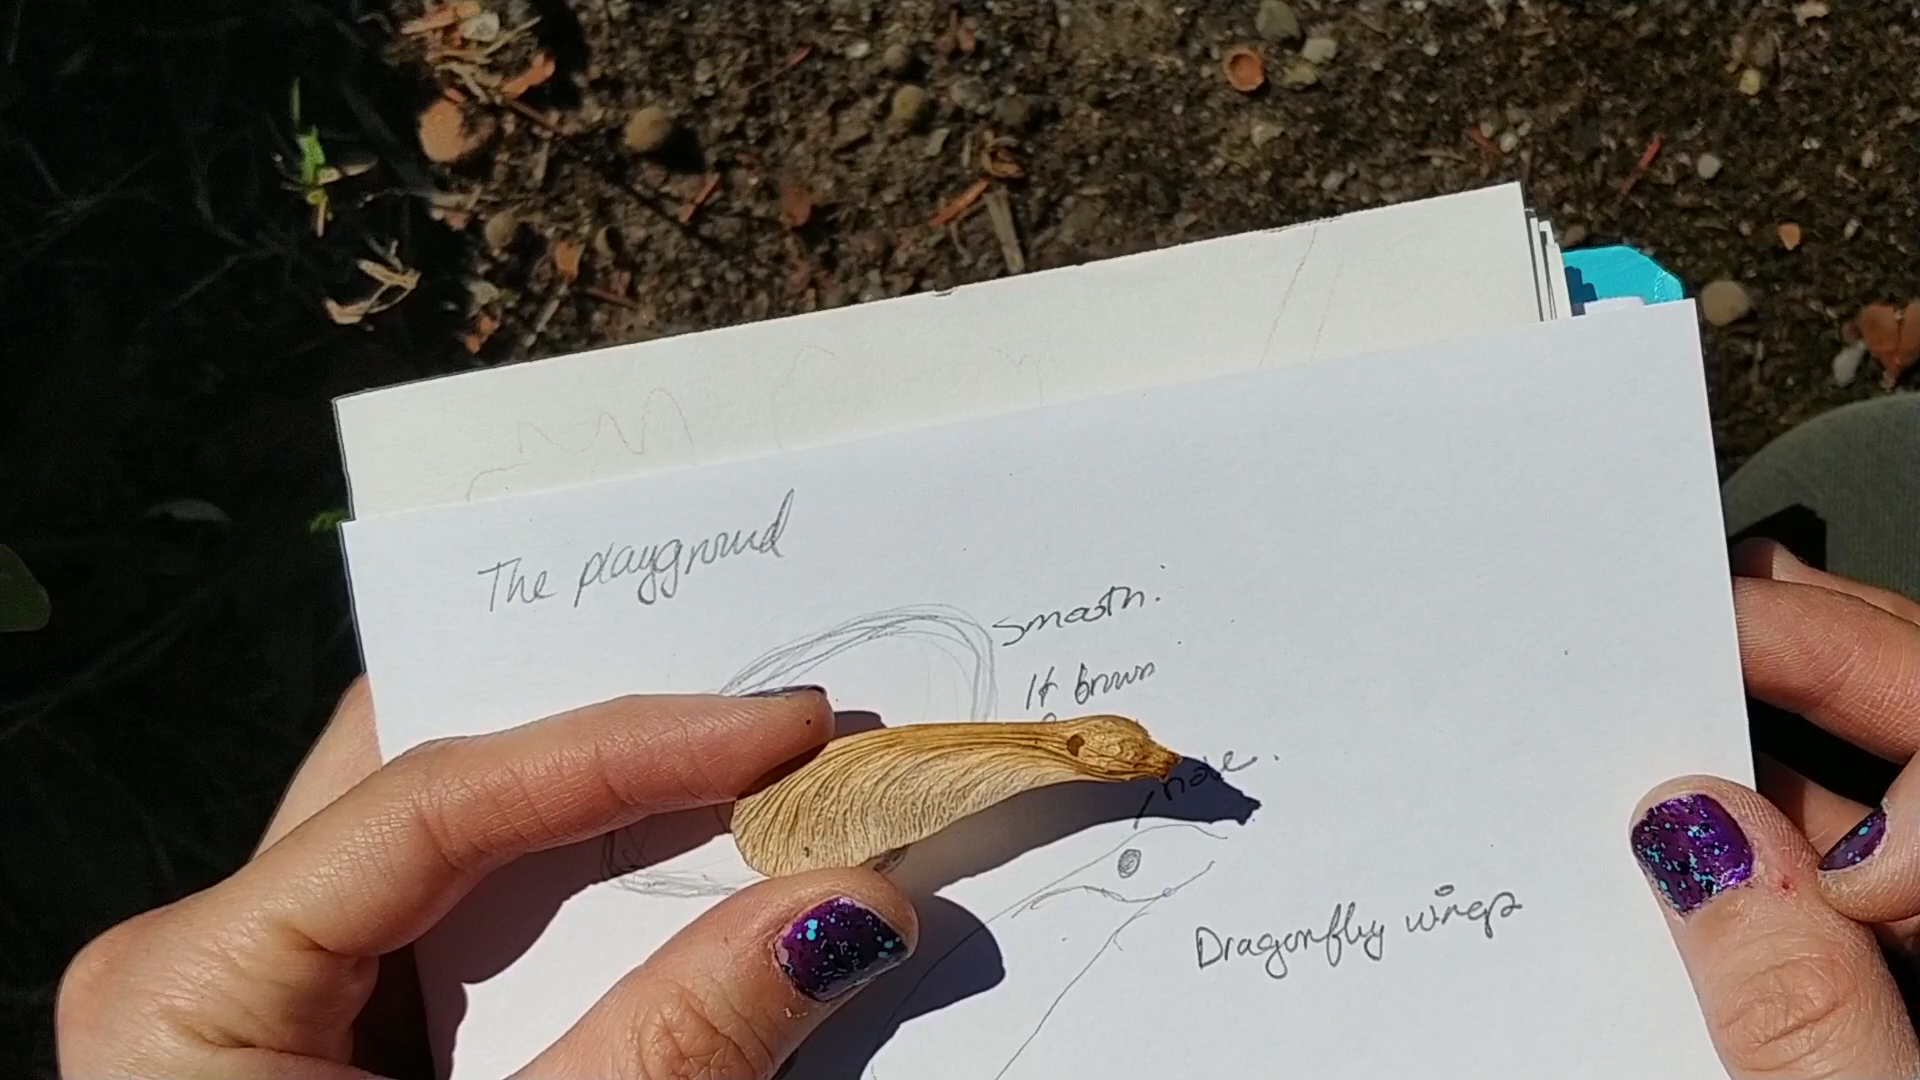 The playground
Smooth.
It brown
hole.
Dragonfly wings